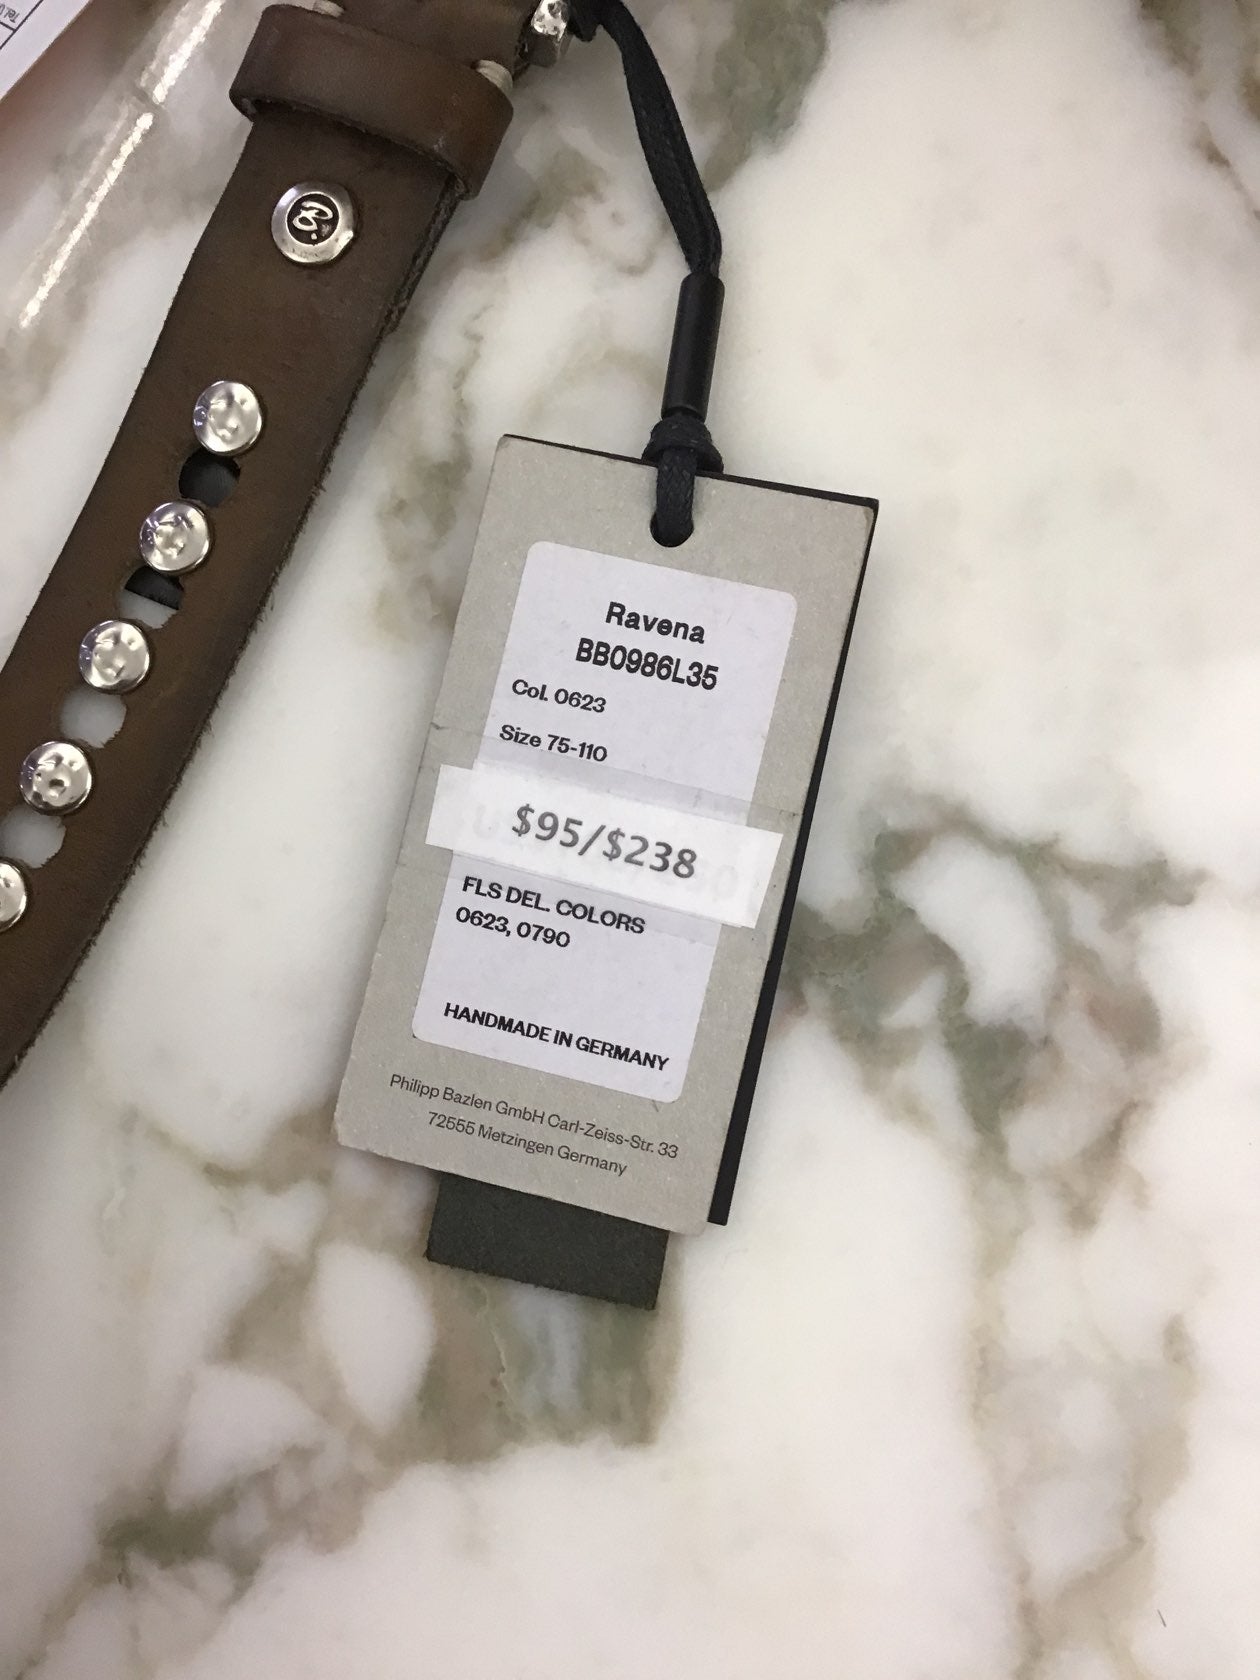 Ravena
BB0986L35
Col. 0623
Size 75-110
$95/$238
FLS DEL. COLORS
0623, 0790
HANDMADE IN GERMANY
Philipp Bazlen GmbH Carl-Zeiss-Str. 33
72555 Metzingen Germany